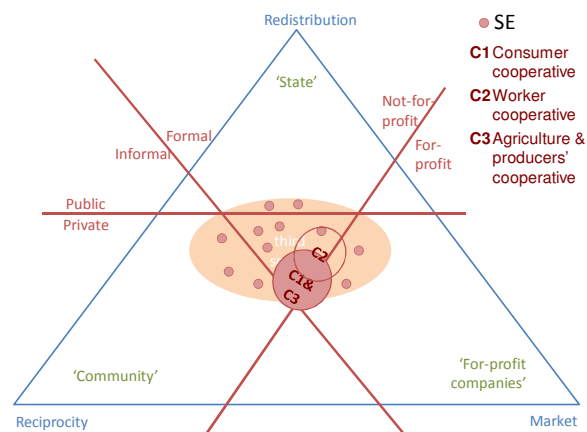 Redistribution
SE
C1 Consumer
cooperative
C2 Worker
cooperative
C3 Agriculture &
producers'
cooperative
'State'
Not-for-
profit
For-
profit
Formal
Informal
Public
Private
third
C2
C1&
C3
'Community'
'For-profit
companies'
Reciprocity
Market